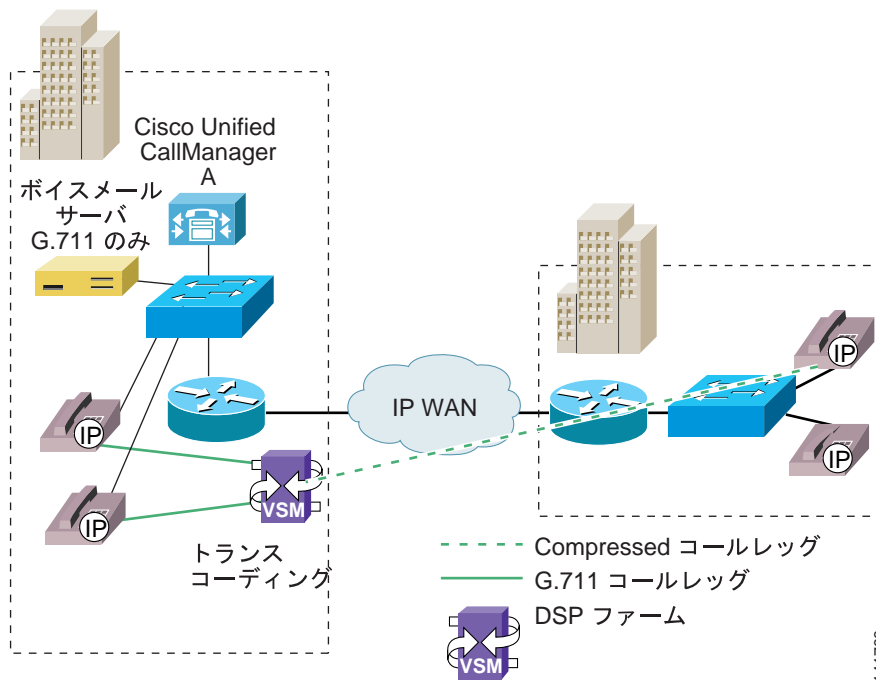 Cisco Unified
CallManager
A
ボイスメール
サーバ
G.711 のみ
IP
IP
VSM
トランス
コーディング
IP WAN
IP
IP
Compressed コールレッグ
G.711 コールレッグ
DSP ファーム
VSM